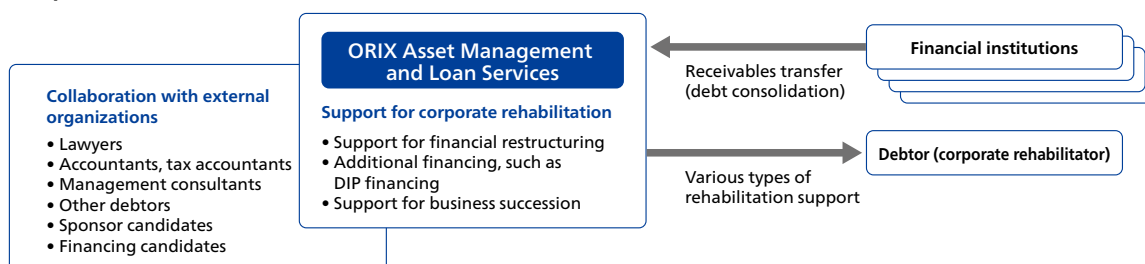 Collaboration with external
organizations
• Lawyers
• Accountants, tax accountants
• Management consultants
• Other debtors
• Sponsor candidates
• Financing candidates
ORIX Asset Management
and Loan Services
Support for corporate rehabilitation
• Support for financial restructuring
• Additional financing, such as
DIP financing
• Support for business succession
Receivables transfer
(debt consolidation)
Various types of
rehabilitation support
Financial institutions
Debtor (corporate rehabilitator)